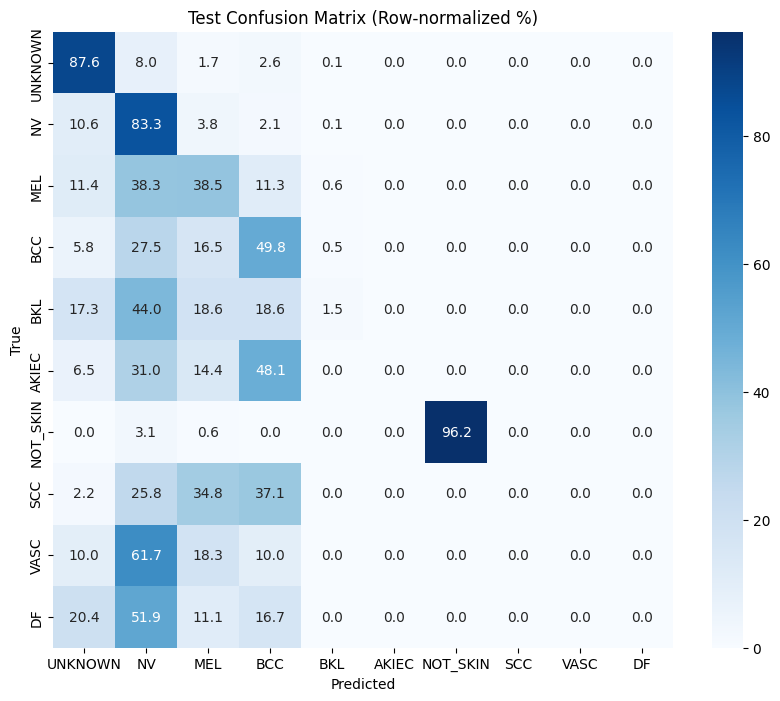 Test Confusion Matrix (Row-normalized %)
True
UNKNOWN 87.6 8.0 1.7 2.6 0.1 0.0 0.0 0.0 0.0 0.0
NV 10.6 83.3 3.8 2.1 0.1 0.0 0.0 0.0 0.0 0.0
MEL 11.4 38.3 38.5 11.3 0.6 0.0 0.0 0.0 0.0 0.0
BCC 5.8 27.5 16.5 49.8 0.5 0.0 0.0 0.0 0.0 0.0
BKL 17.3 44.0 18.6 18.6 1.5 0.0 0.0 0.0 0.0 0.0
AKIEC 6.5 31.0 14.4 48.1 0.0 0.0 0.0 0.0 0.0 0.0
NOT_SKIN 0.0 3.1 0.6 0.0 0.0 0.0 96.2 0.0 0.0 0.0
SCC 2.2 25.8 34.8 37.1 0.0 0.0 0.0 0.0 0.0 0.0
VASC 10.0 61.7 18.3 10.0 0.0 0.0 0.0 0.0 0.0 0.0
DF 20.4 51.9 11.1 16.7 0.0 0.0 0.0 0.0 0.0 0.0
UNKNOWN NV MEL BCC BKL AKIEC NOT_SKIN SCC VASC DF
Predicted
80
60
40
20
0